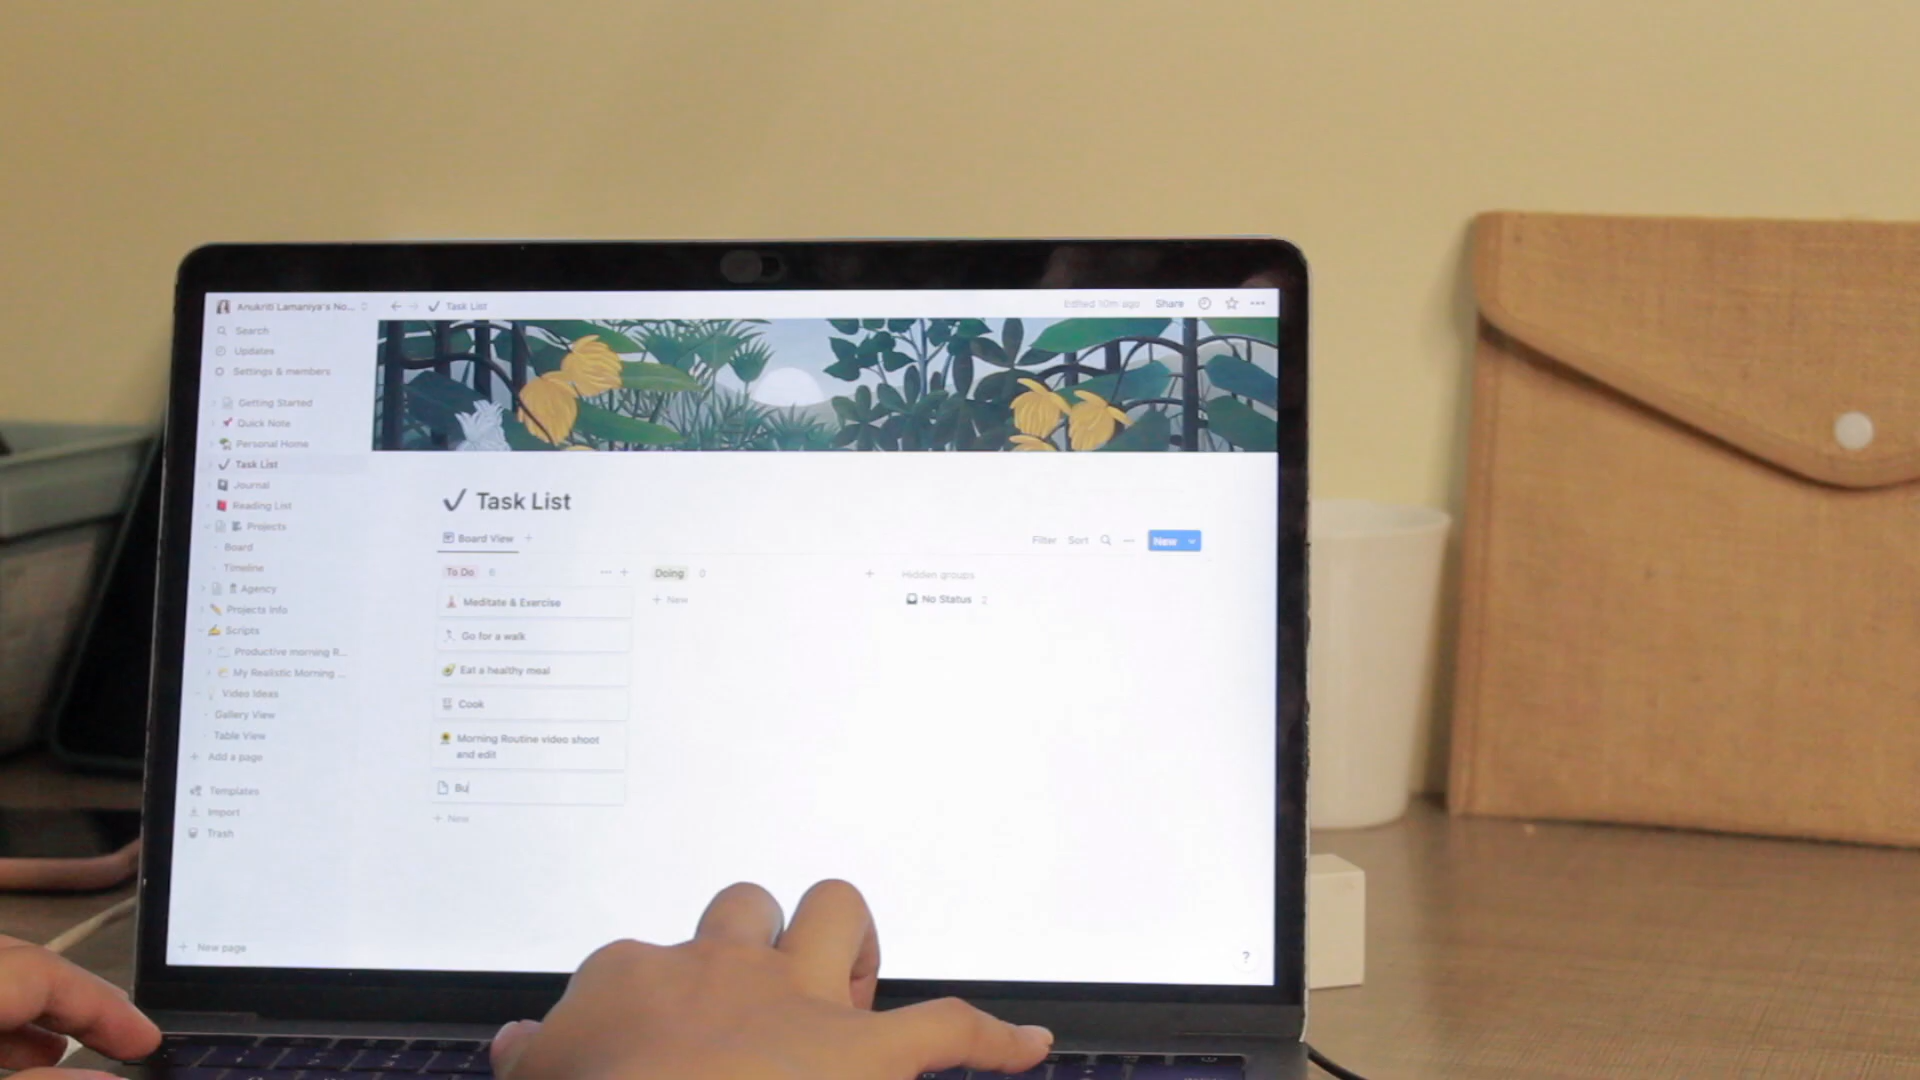 Anukriti Lamaniya's No...
Task List
Edited 10m ago
Share
Search
Updates
Settings & members
Getting Started
Quick Note
Personal Home
Task List
Journal
Reading List
Projects
Board
Timeline
Agency
Projects Info
Scripts
Productive morning R...
My Realistic Morning ...
Video Ideas
Gallery View
Table View
Add a page
Templates
Import
Trash
New page
Task List
Board View
Filter Sort
New
To Do 6
Meditate & Exercise
Go for a walk
Eat a healthy meal
Cook
Morning Routine video shoot
and edit
Bu
+ New
Doing 0
+ New
Hidden groups
No Status 2
?